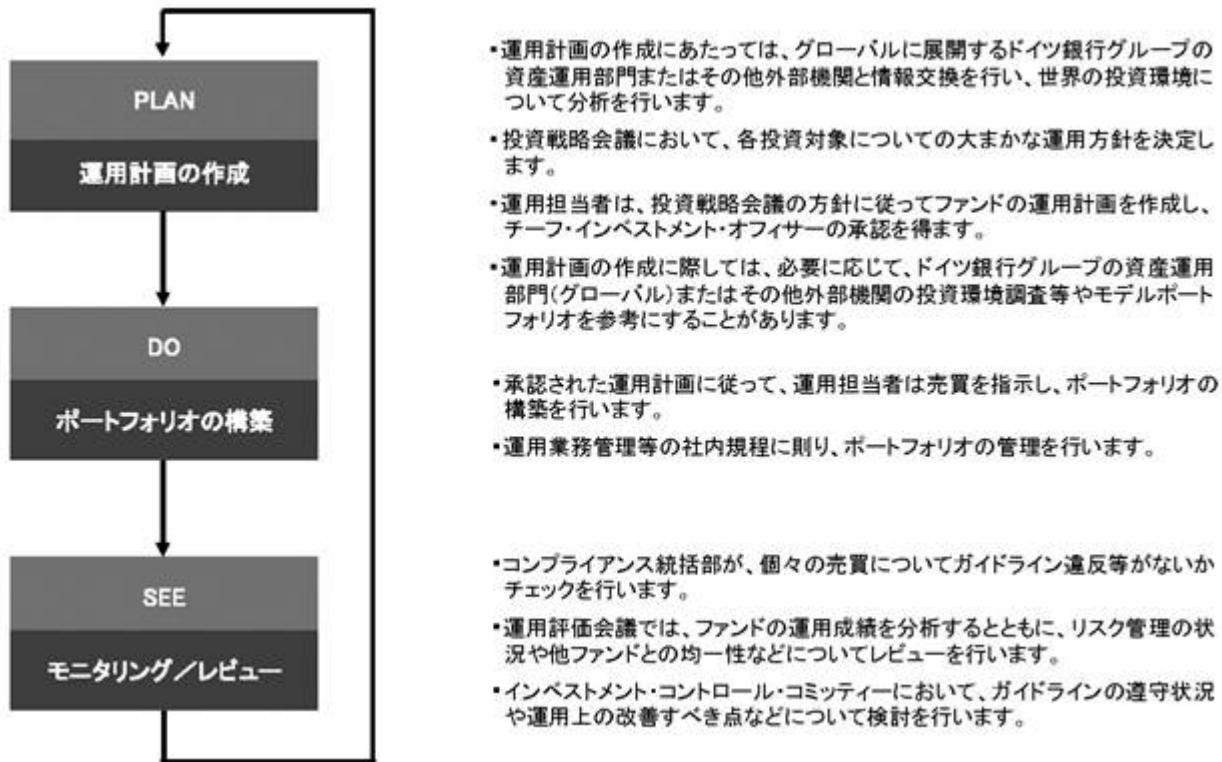 PLAN
運用計画の作成
・運用計画の作成にあたっては、グローバルに展開するドイツ銀行グループの
資産運用部門またはその他外部機関と情報交換を行い、世界の投資環境に
ついて分析を行います。
・投資戦略会議において、各投資対象についての大まかな運用方針を決定し
ます。
・運用担当者は、投資戦略会議の方針に従ってファンドの運用計画を作成し、
チーフ・インベストメント・オフィサーの承認を得ます。
・運用計画の作成に際しては、必要に応じて、ドイツ銀行グループの資産運用
部門(グローバル)またはその他外部機関の投資環境調査等やモデルポート
フォリオを参考にすることがあります。
DO
ポートフォリオの構築
・承認された運用計画に従って、運用担当者は売買を指示し、ポートフォリオの
構築を行います。
・運用業務管理等の社内規程に則り、ポートフォリオの管理を行います。
SEE
モニタリング／レビュー
・コンプライアンス統括部が、個々の売買についてガイドライン違反等がないか
チェックを行います。
・運用評価会議では、ファンドの運用成績を分析するとともに、リスク管理の状
況や他ファンドとの均一性などについてレビューを行います。
・インベストメント・コントロール・コミッティーにおいて、ガイドラインの遵守状況
や運用上の改善すべき点などについて検討を行います。